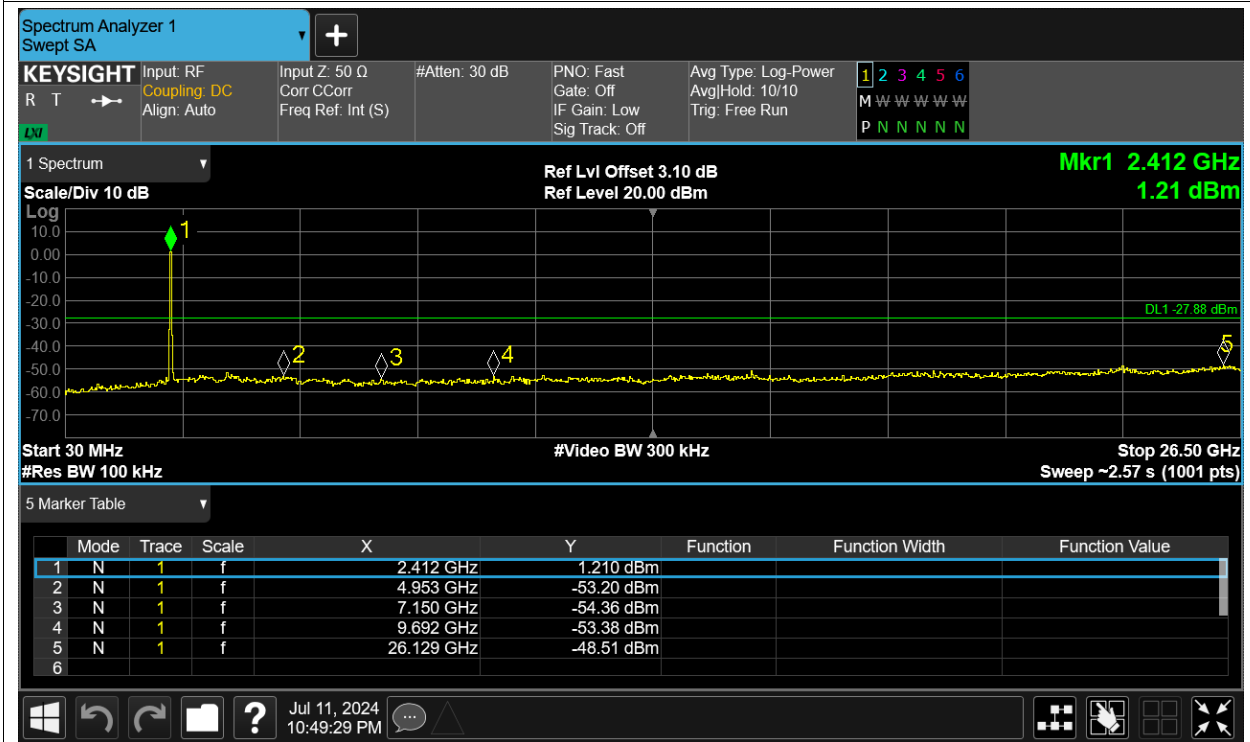 Spectrum Analyzer 1
Swept SA
+
KEYSIGHT Input: RF Input Z: 50 Ω #Atten: 30 dB PNO: Fast Avg Type: Log-Power 1 2 3 4 5 6
R T Coupling: DC Corr CCorr Gate: Off Avg|Hold: 10/10 M W W W W W
Align: Auto Freq Ref: Int (S) IF Gain: Low Trig: Free Run
LXI Sig Track: Off P N N N N N
1 Spectrum
Ref Lvl Offset 3.10 dB Mkr1 2.412 GHz
Scale/Div 10 dB Ref Level 20.00 dBm 1.21 dBm
Log
10.0
0.00
-10.0
-20.0
-30.0
-40.0
-50.0
-60.0
-70.0
1
DL1 -27.88 dBm
2
3
4
5
Start 30 MHz #Video BW 300 kHz Stop 26.50 GHz
#Res BW 100 kHz Sweep ~2.57 s (1001 pts)
5 Marker Table
Mode Trace Scale X Y Function Function Width Function Value
1 N 1 f 2.412 GHz 1.210 dBm
2 N 1 f 4.953 GHz -53.20 dBm
3 N 1 f 7.150 GHz -54.36 dBm
4 N 1 f 9.692 GHz -53.38 dBm
5 N 1 f 26.129 GHz -48.51 dBm
6
? Jul 11, 2024
10:49:29 PM